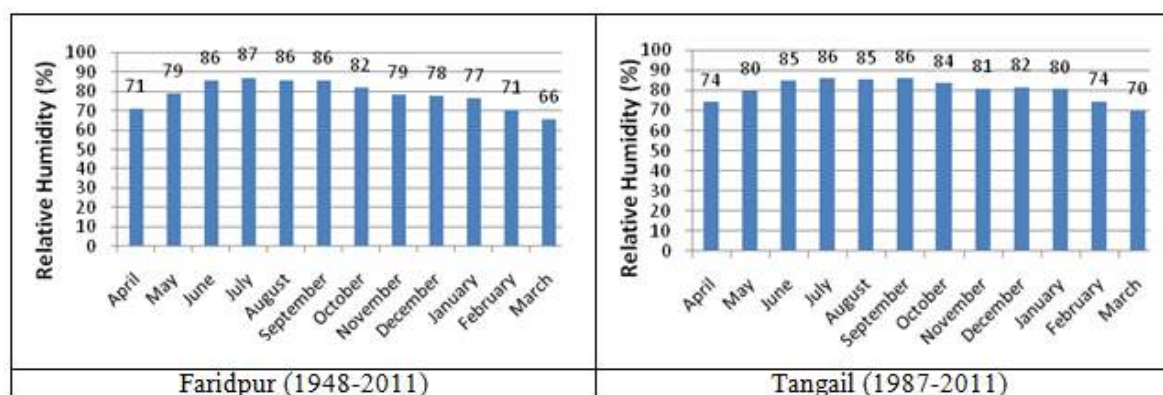 Relative Humidity (%)
100
90
80
70
60
50
40
30
20
10
0
71 79 86 87 86 86 82 79 78 77 71 66
April May June July August September October November December January February March
Faridpur (1948-2011)
Relative Humidity (%)
100
90
80
70
60
50
40
30
20
10
0
74 80 85 86 85 86 84 81 82 80 74 70
April May June July August September October November December January February March
Tangail (1987-2011)